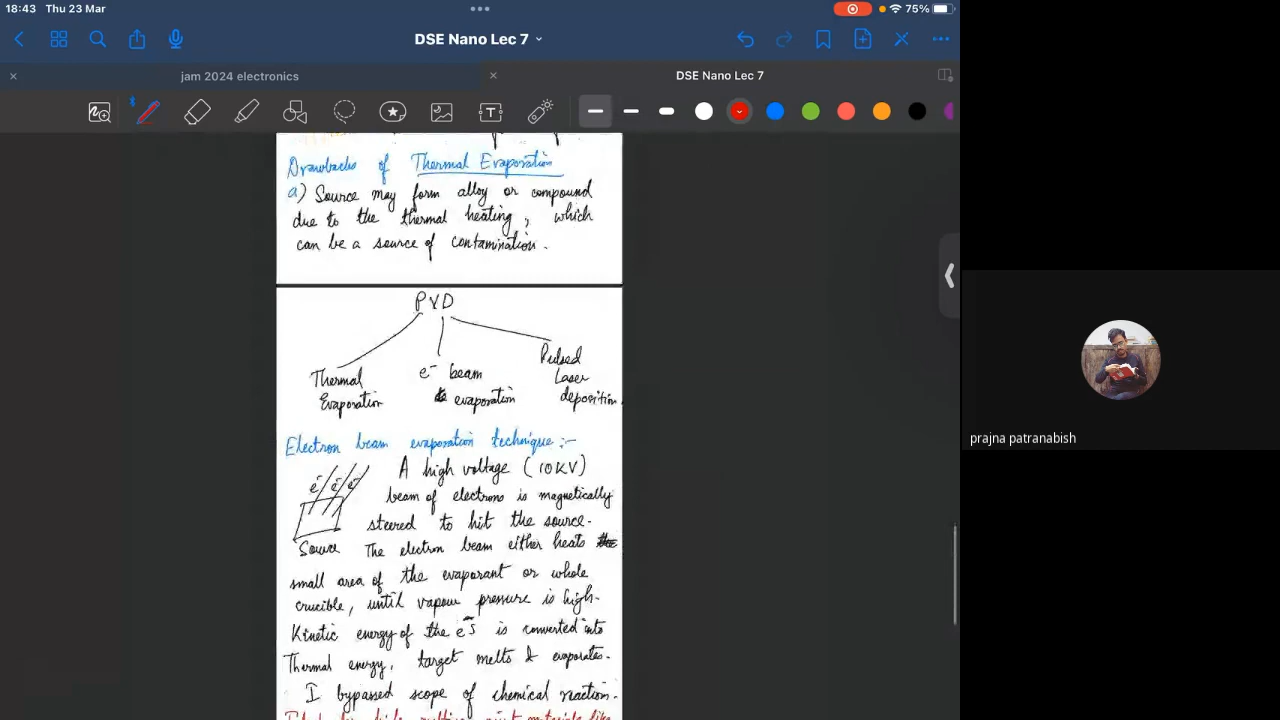 18:43 Thu 23 Mar
75%
DSE Nano Lec 7
jam 2024 electronics
DSE Nano Lec 7
Drawbacks of Thermal Evaporation
a) Source may form alloy or compound
due to the thermal heating, which
can be a source of contamination.
PVD
Thermal
Evaporation
e⁻ beam
evaporation
Pulsed
Laser
deposition.
Electron beam evaporation technique:-
e⁻ e⁻ e⁻
Source
A high voltage (10KV)
beam of electrons is magnetically
steered to hit the source.
The electron beam either heats
small area of the evaporant or whole
crucible, until vapour pressure is high.
Kinetic energy of the e⁻s is converted into
Thermal energy, target melts & evaporates.
I bypassed scope of chemical reaction.
melting point materials like
prajna patranabish